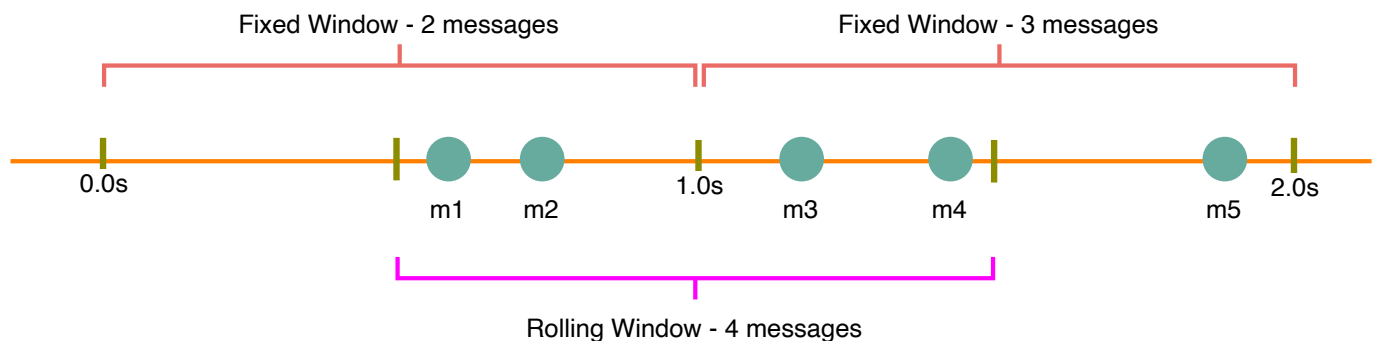 Fixed Window - 2 messages
Fixed Window - 3 messages
0.0s
1.0s
2.0s
m1
m2
m3
m4
m5
Rolling Window - 4 messages